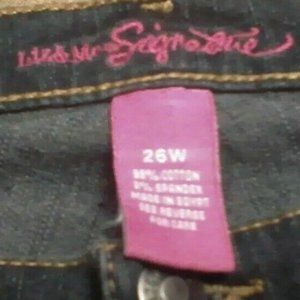 Liz & Me Signature
26W
98% COTTON
2% SPANDEX
MADE IN EGYPT
SEE REVERSE
FOR CARE